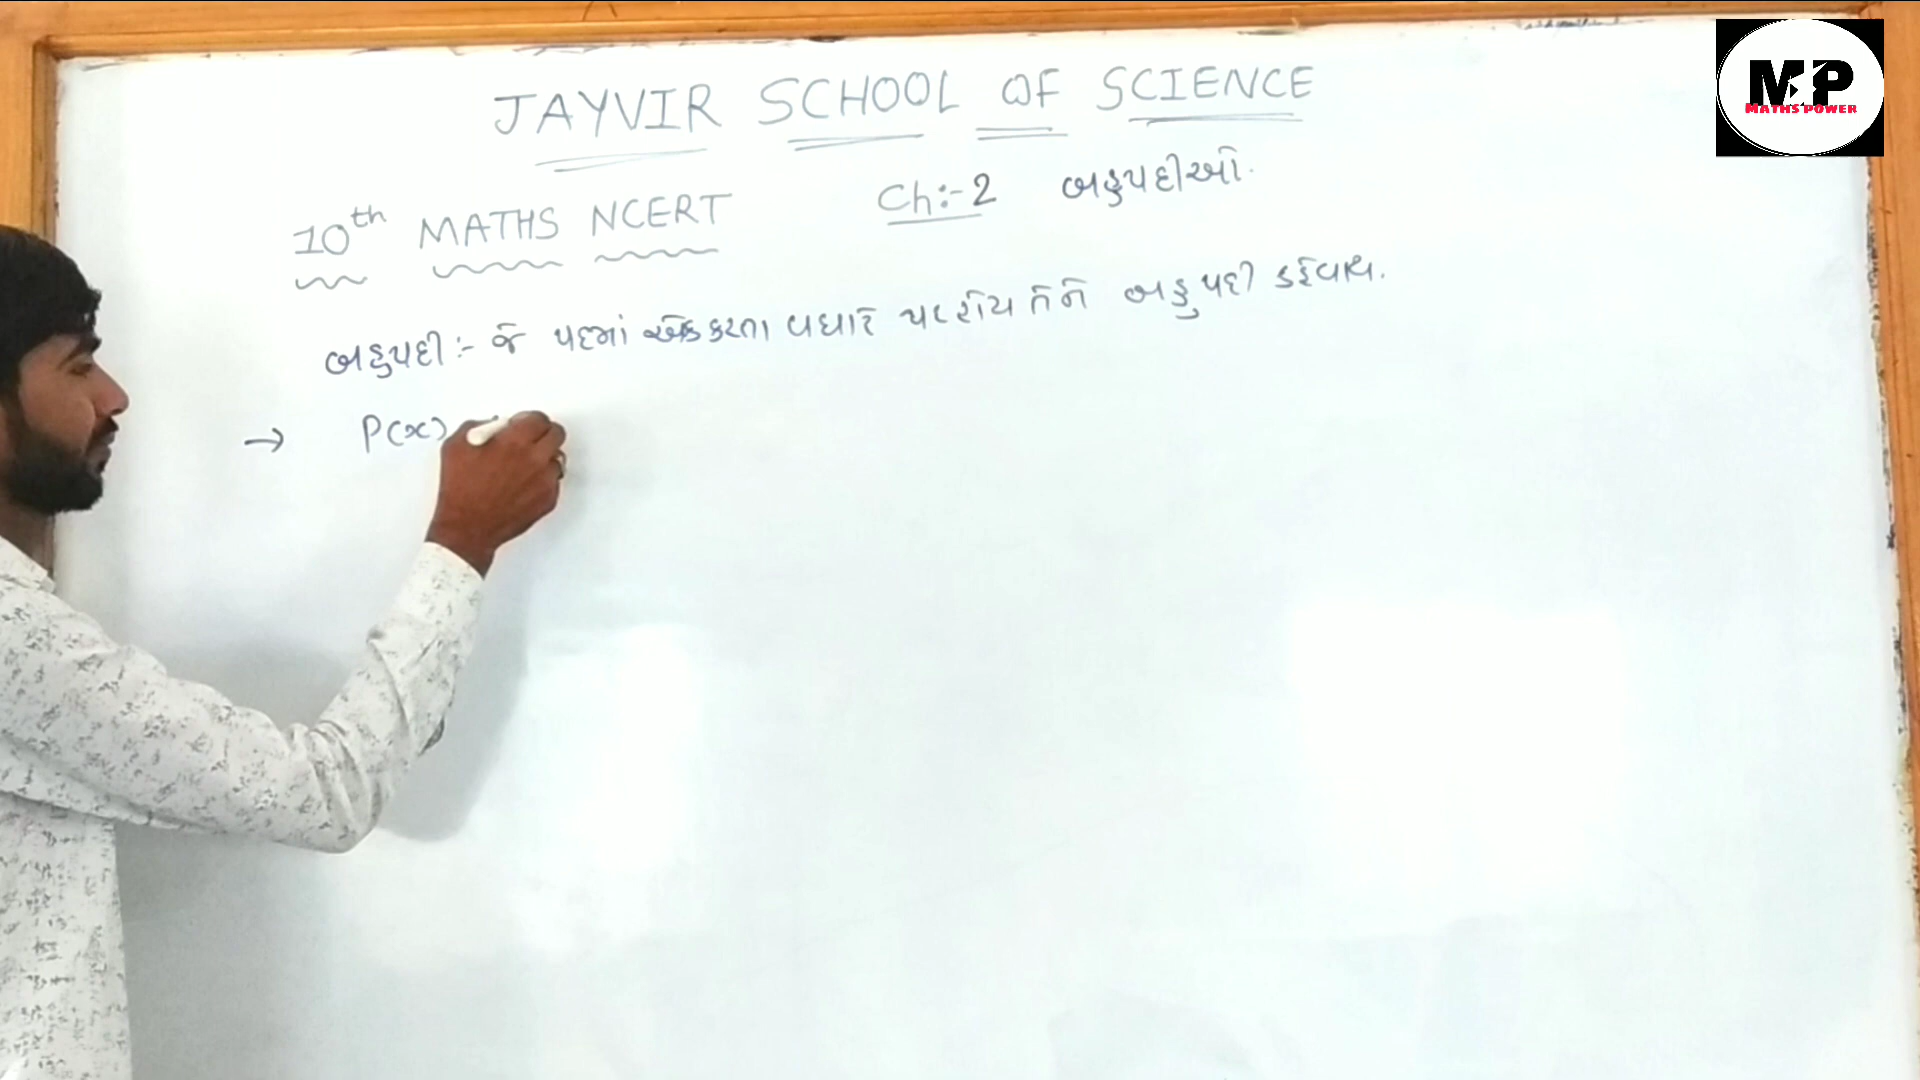 JAYVIR SCHOOL OF SCIENCE
MP
MATHS POWER
10th MATHS NCERT Ch:-2 બહુપદીઓ.
બહુપદી:- જે પદમાં એક કરતા વધારે પદ હોય તેને બહુપદી કહેવાય.
→ P(x)